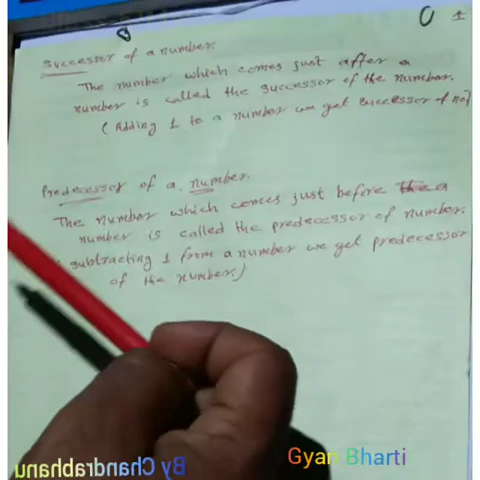 Successor of a number.
The number which comes just after a
number is called the successor of the number.
(Adding 1 to a number we get successor of no)
Predecessor of a number.
The number which comes just before a
number is called the predecessor of number.
subtracting 1 from a number we get predecessor
of the number.)
By Chandrabhanu
Gyan Bharti